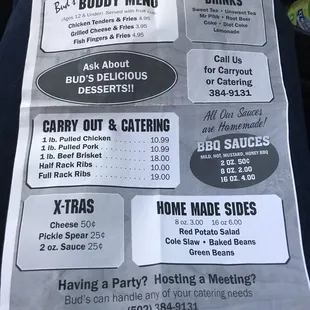 Bud's BUDDY MENU
(Ages 12 & Under) Served with Fries
Chicken Tenders & Fries 4.95
Grilled Cheese & Fries 3.95
Fish Fingers & Fries 4.95
DRINKS
Sweet Tea • Unsweet Tea
Mr Pibb • Root Beer
Coke • Diet Coke
Lemonade
Ask About
BUD'S DELICIOUS
DESSERTS!!
Call Us
for Carryout
or Catering
384-9131
CARRY OUT & CATERING
1 lb. Pulled Chicken 10.99
1 lb. Pulled Pork 10.99
1 lb. Beef Brisket 18.00
Half Rack Ribs 10.00
Full Rack Ribs 19.00
All Our Sauces
are Homemade!
BBQ SAUCES
MILD, HOT, MUSTARD, HONEY BBQ
2 OZ. 50¢
8 OZ. 2.00
16 OZ. 4.00
X-TRAS
Cheese 50¢
Pickle Spear 25¢
2 oz. Sauce 25¢
HOME MADE SIDES
8 oz. 3.00 16 oz 6.00
Red Potato Salad
Cole Slaw • Baked Beans
Green Beans
Having a Party? Hosting a Meeting?
Bud's can handle any of your catering needs
(502) 384-9131